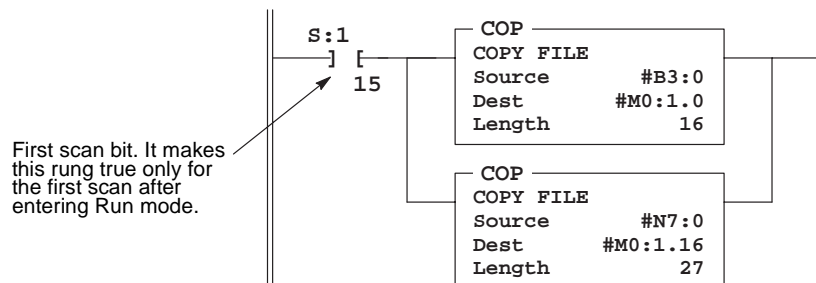 S:1
] [
15
COP
COPY FILE
Source #B3:0
Dest #M0:1.0
Length 16
First scan bit. It makes
this rung true only for
the first scan after
entering Run mode.
COP
COPY FILE
Source #N7:0
Dest #M0:1.16
Length 27